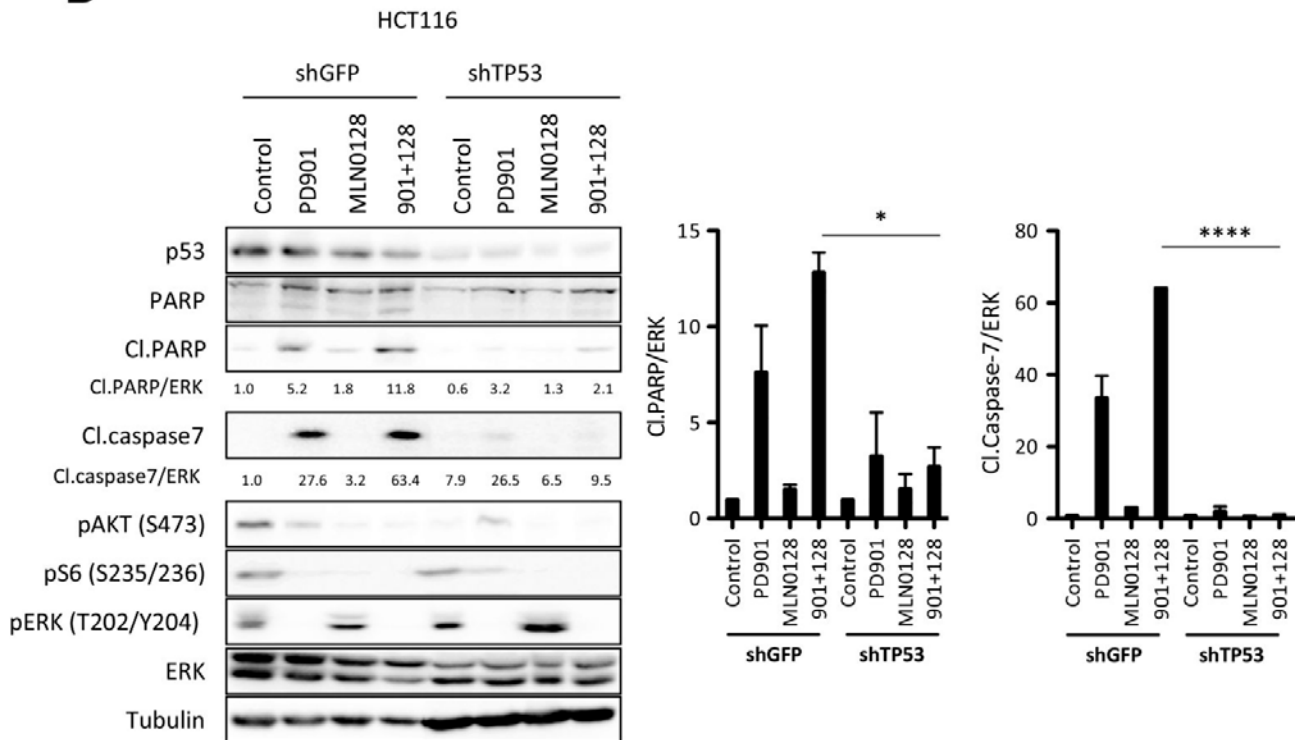 HCT116
shGFP shTP53
Control PD901 MLN0128 901+128 Control PD901 MLN0128 901+128
p53
PARP
Cl.PARP
Cl.PARP/ERK 1.0 5.2 1.8 11.8 0.6 3.2 1.3 2.1
Cl.caspase7
Cl.caspase7/ERK 1.0 27.6 3.2 63.4 7.9 26.5 6.5 9.5
pAKT (S473)
pS6 (S235/236)
pERK (T202/Y204)
ERK
Tubulin
*
15
10
5
0
Cl.PARP/ERK
Control PD901 MLN0128 901+128 Control PD901 MLN0128 901+128
shGFP shTP53
****
80
60
40
20
0
Cl.Caspase-7/ERK
Control PD901 MLN0128 901+128 Control PD901 MLN0128 901+128
shGFP shTP53